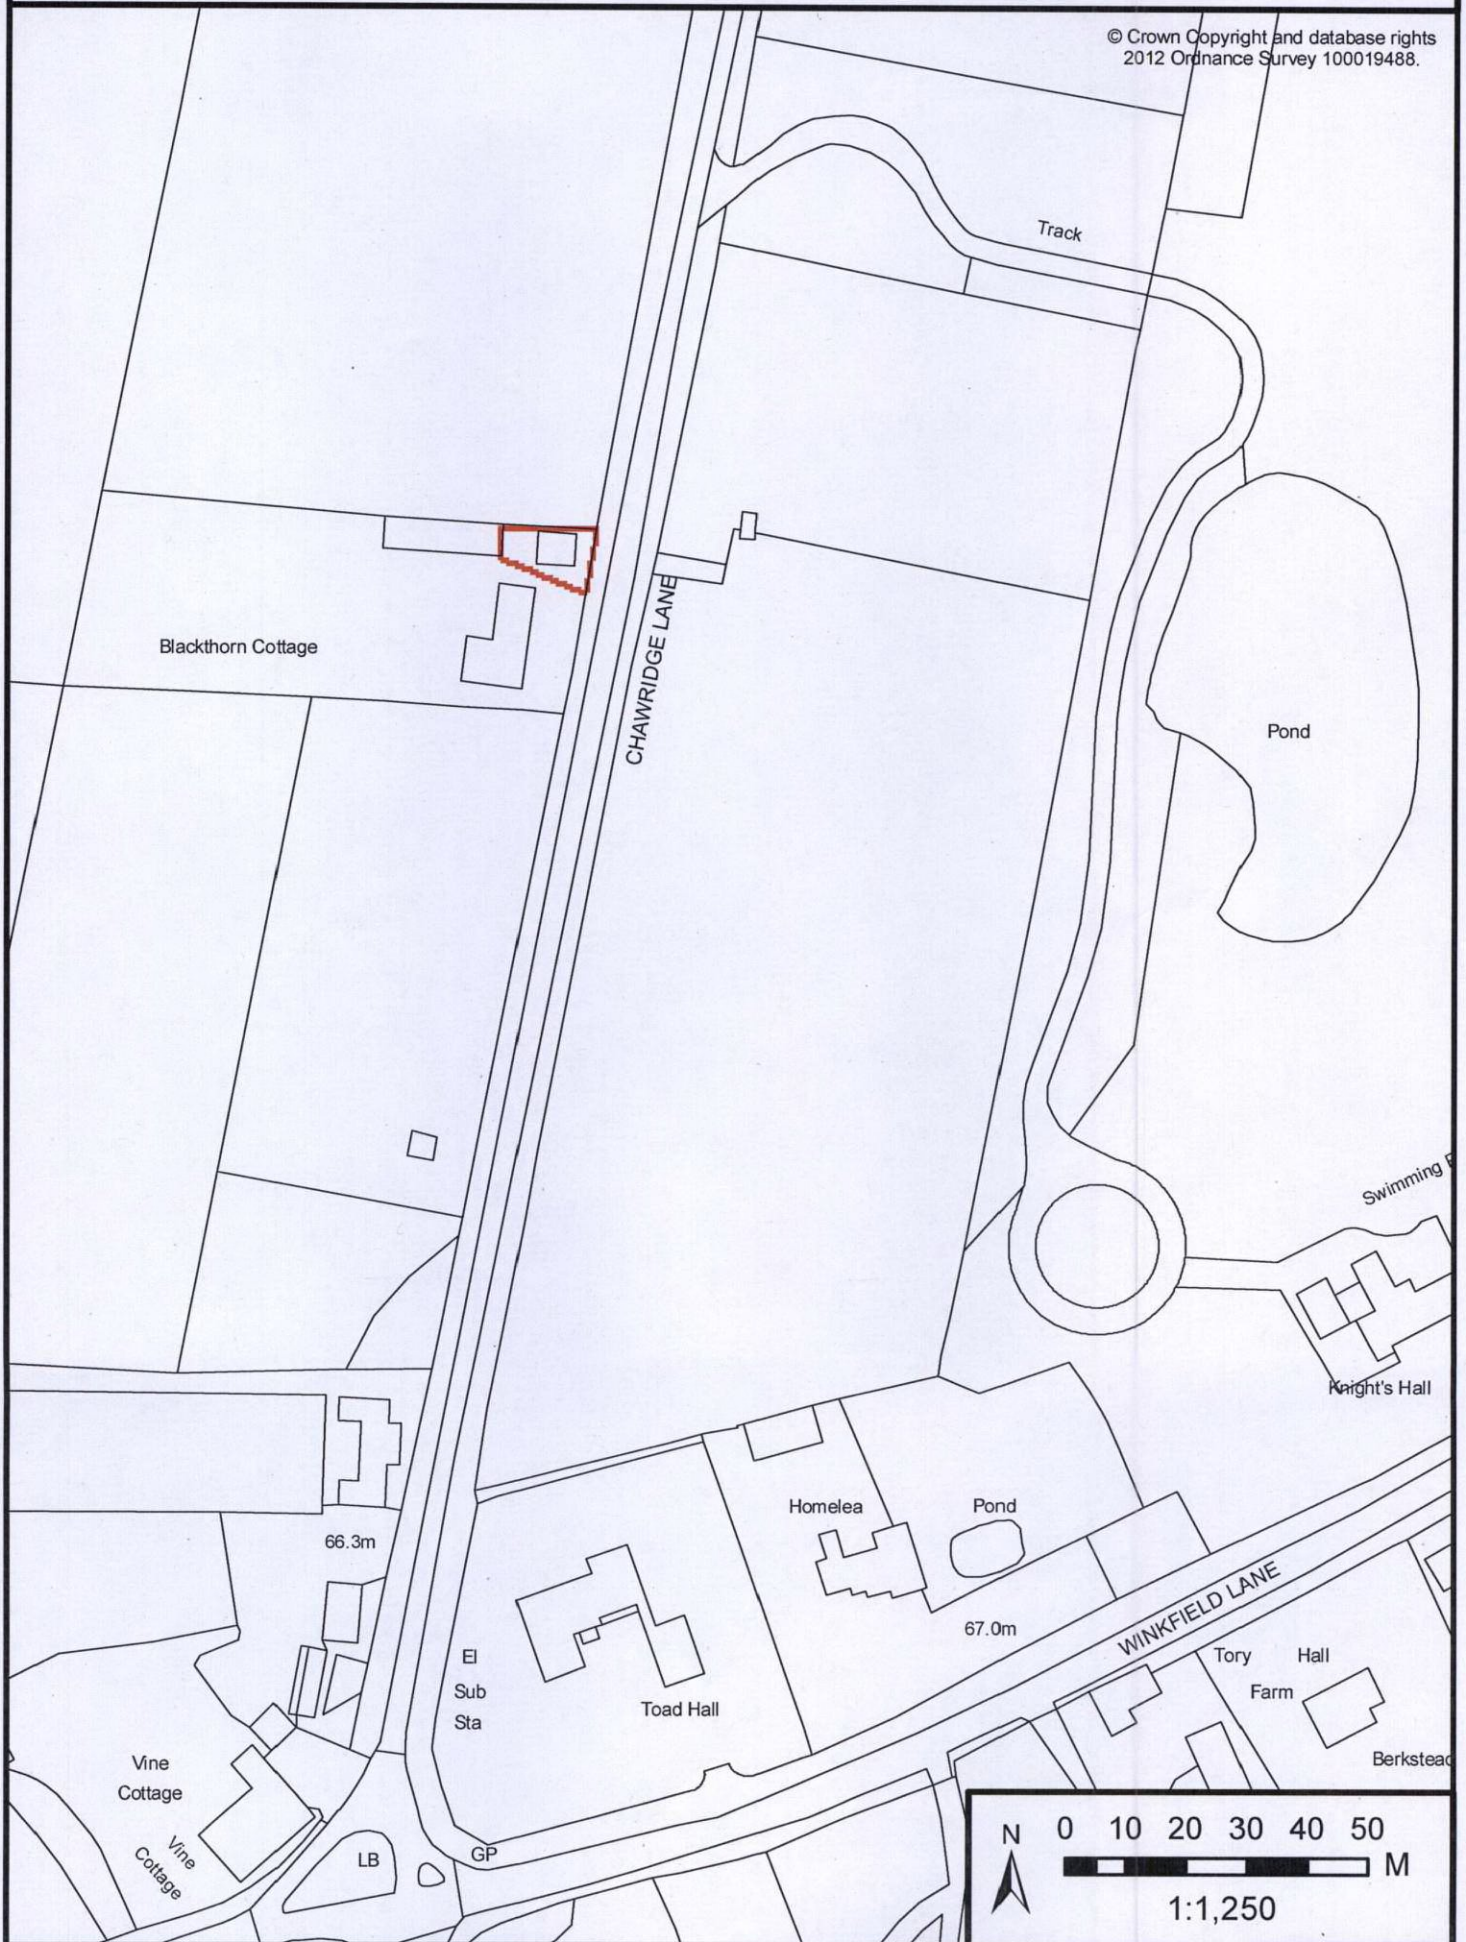 © Crown Copyright and database rights
2012 Ordnance Survey 100019488.
Track
Blackthorn Cottage
CHAWRIDGE LANE
Pond
Swimming
Knight's Hall
Homelea
Pond
66.3m
67.0m
WINKFIELD LANE
El
Sub
Sta
Toad Hall
Tory Hall
Farm
Vine
Cottage
Vine
Cottage
LB
GP
N
0 10 20 30 40 50
M
1:1,250